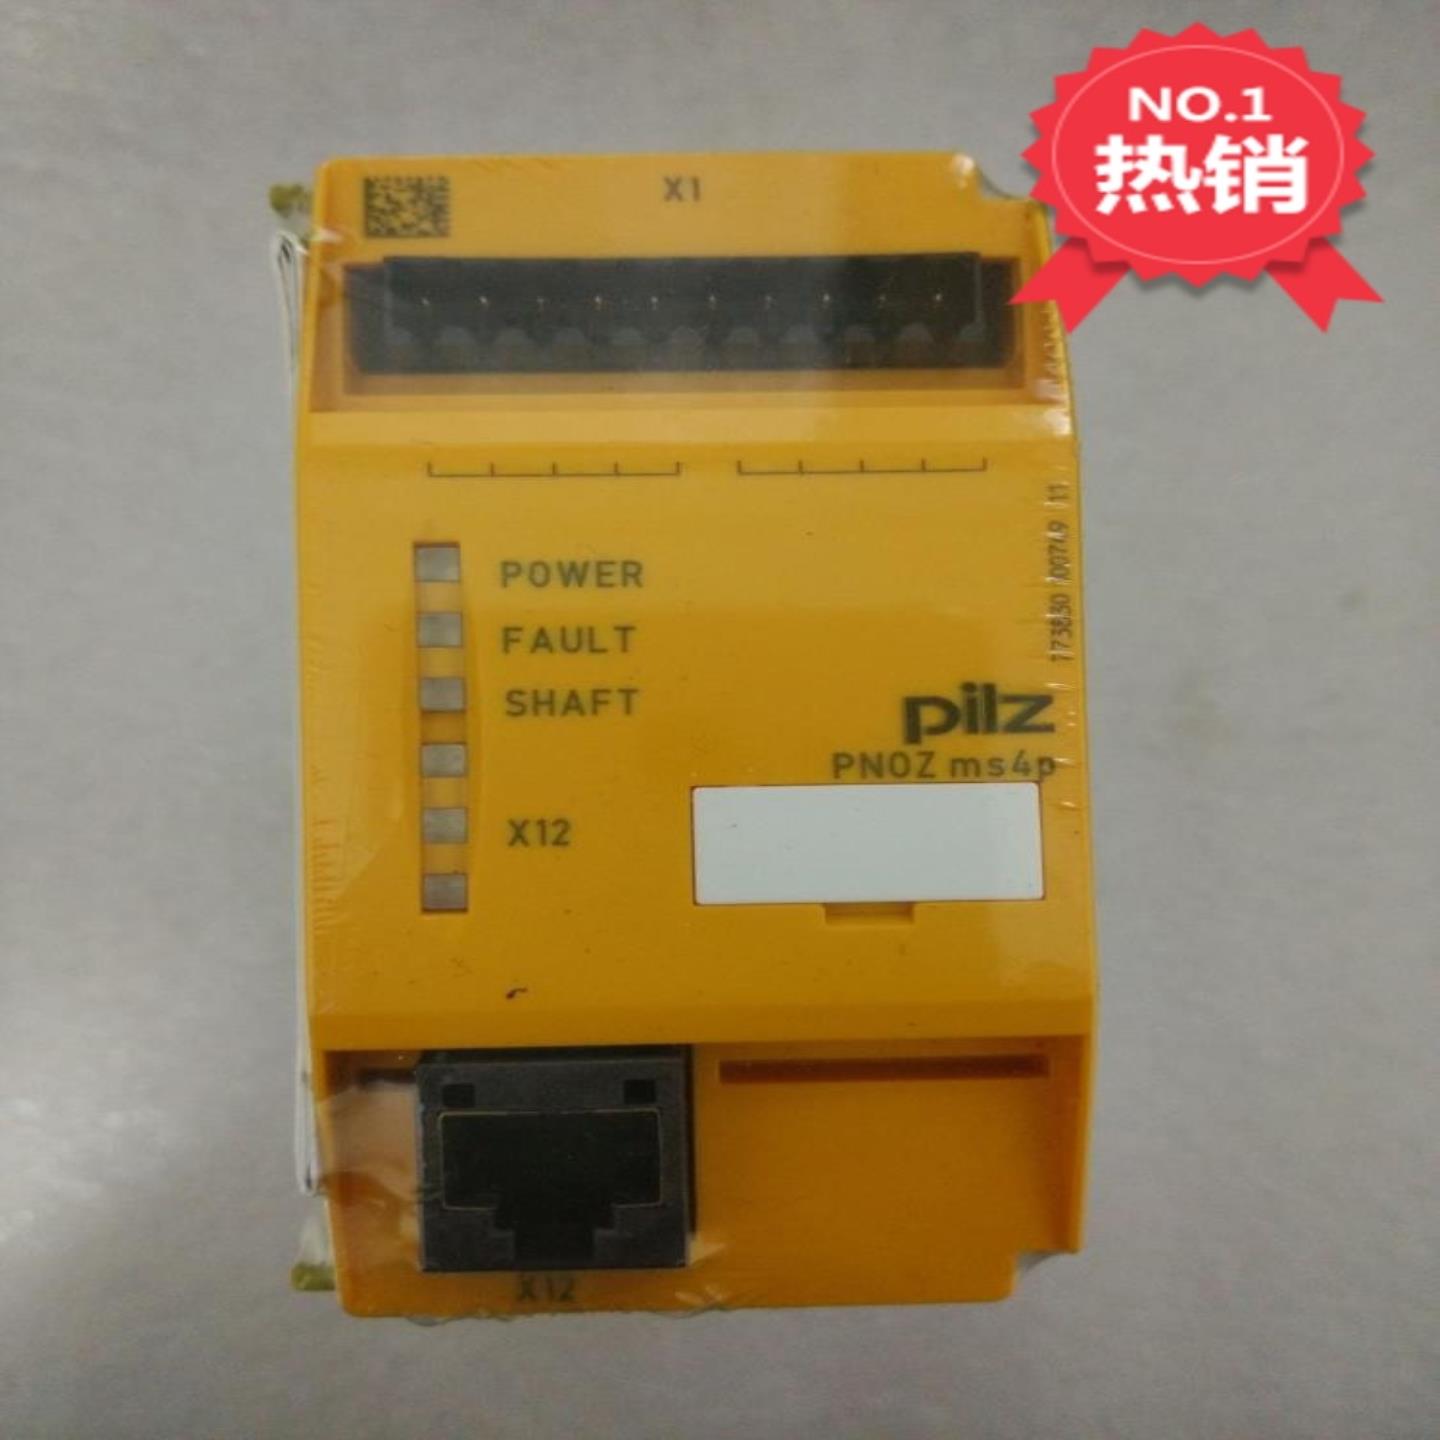 NO.1
热销
X1
POWER
FAULT
SHAFT
X12
pilz
PNOZ ms4p
X12